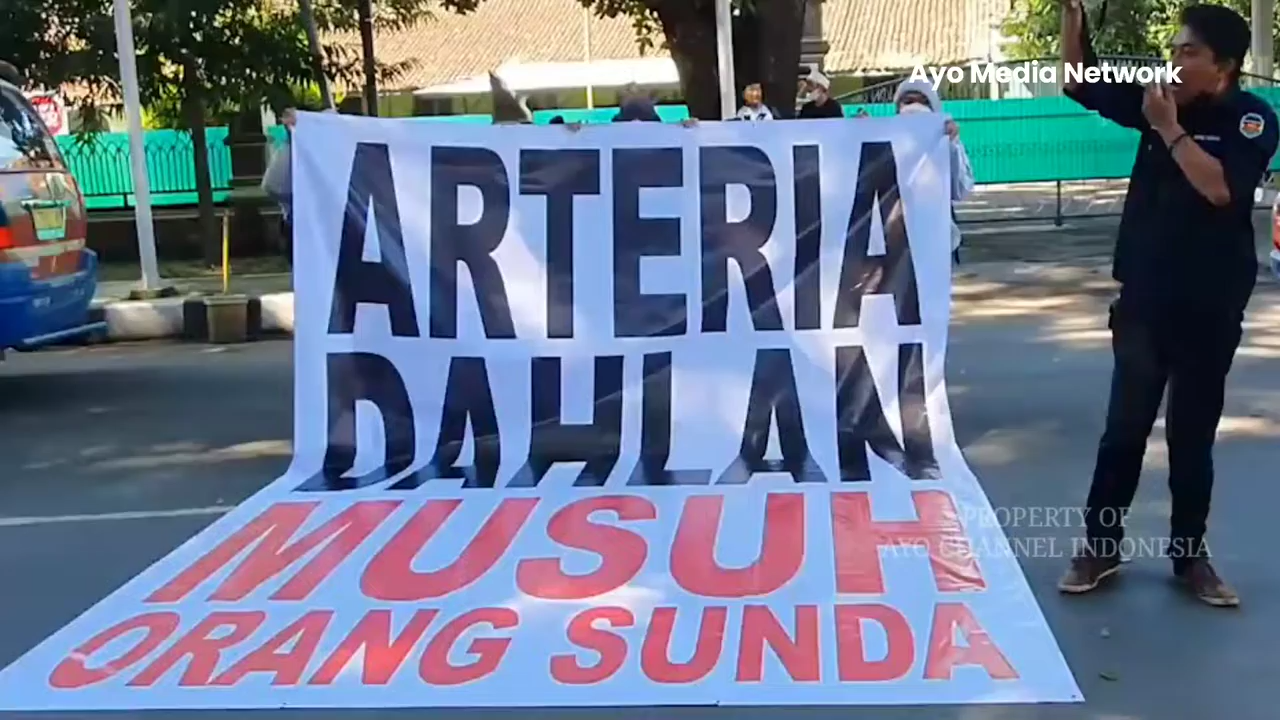 Ayo Media Network
ARTERIA
DAHLAN
MUSUH
ORANG SUNDA
PROPERTY OF
AYO CHANNEL INDONESIA